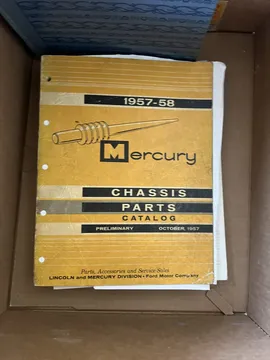 1957-58
Mercury
CHASSIS
PARTS
CATALOG
PRELIMINARY OCTOBER, 1957
Parts, Accessories and Service Sales
LINCOLN and MERCURY DIVISION • Ford Motor Company